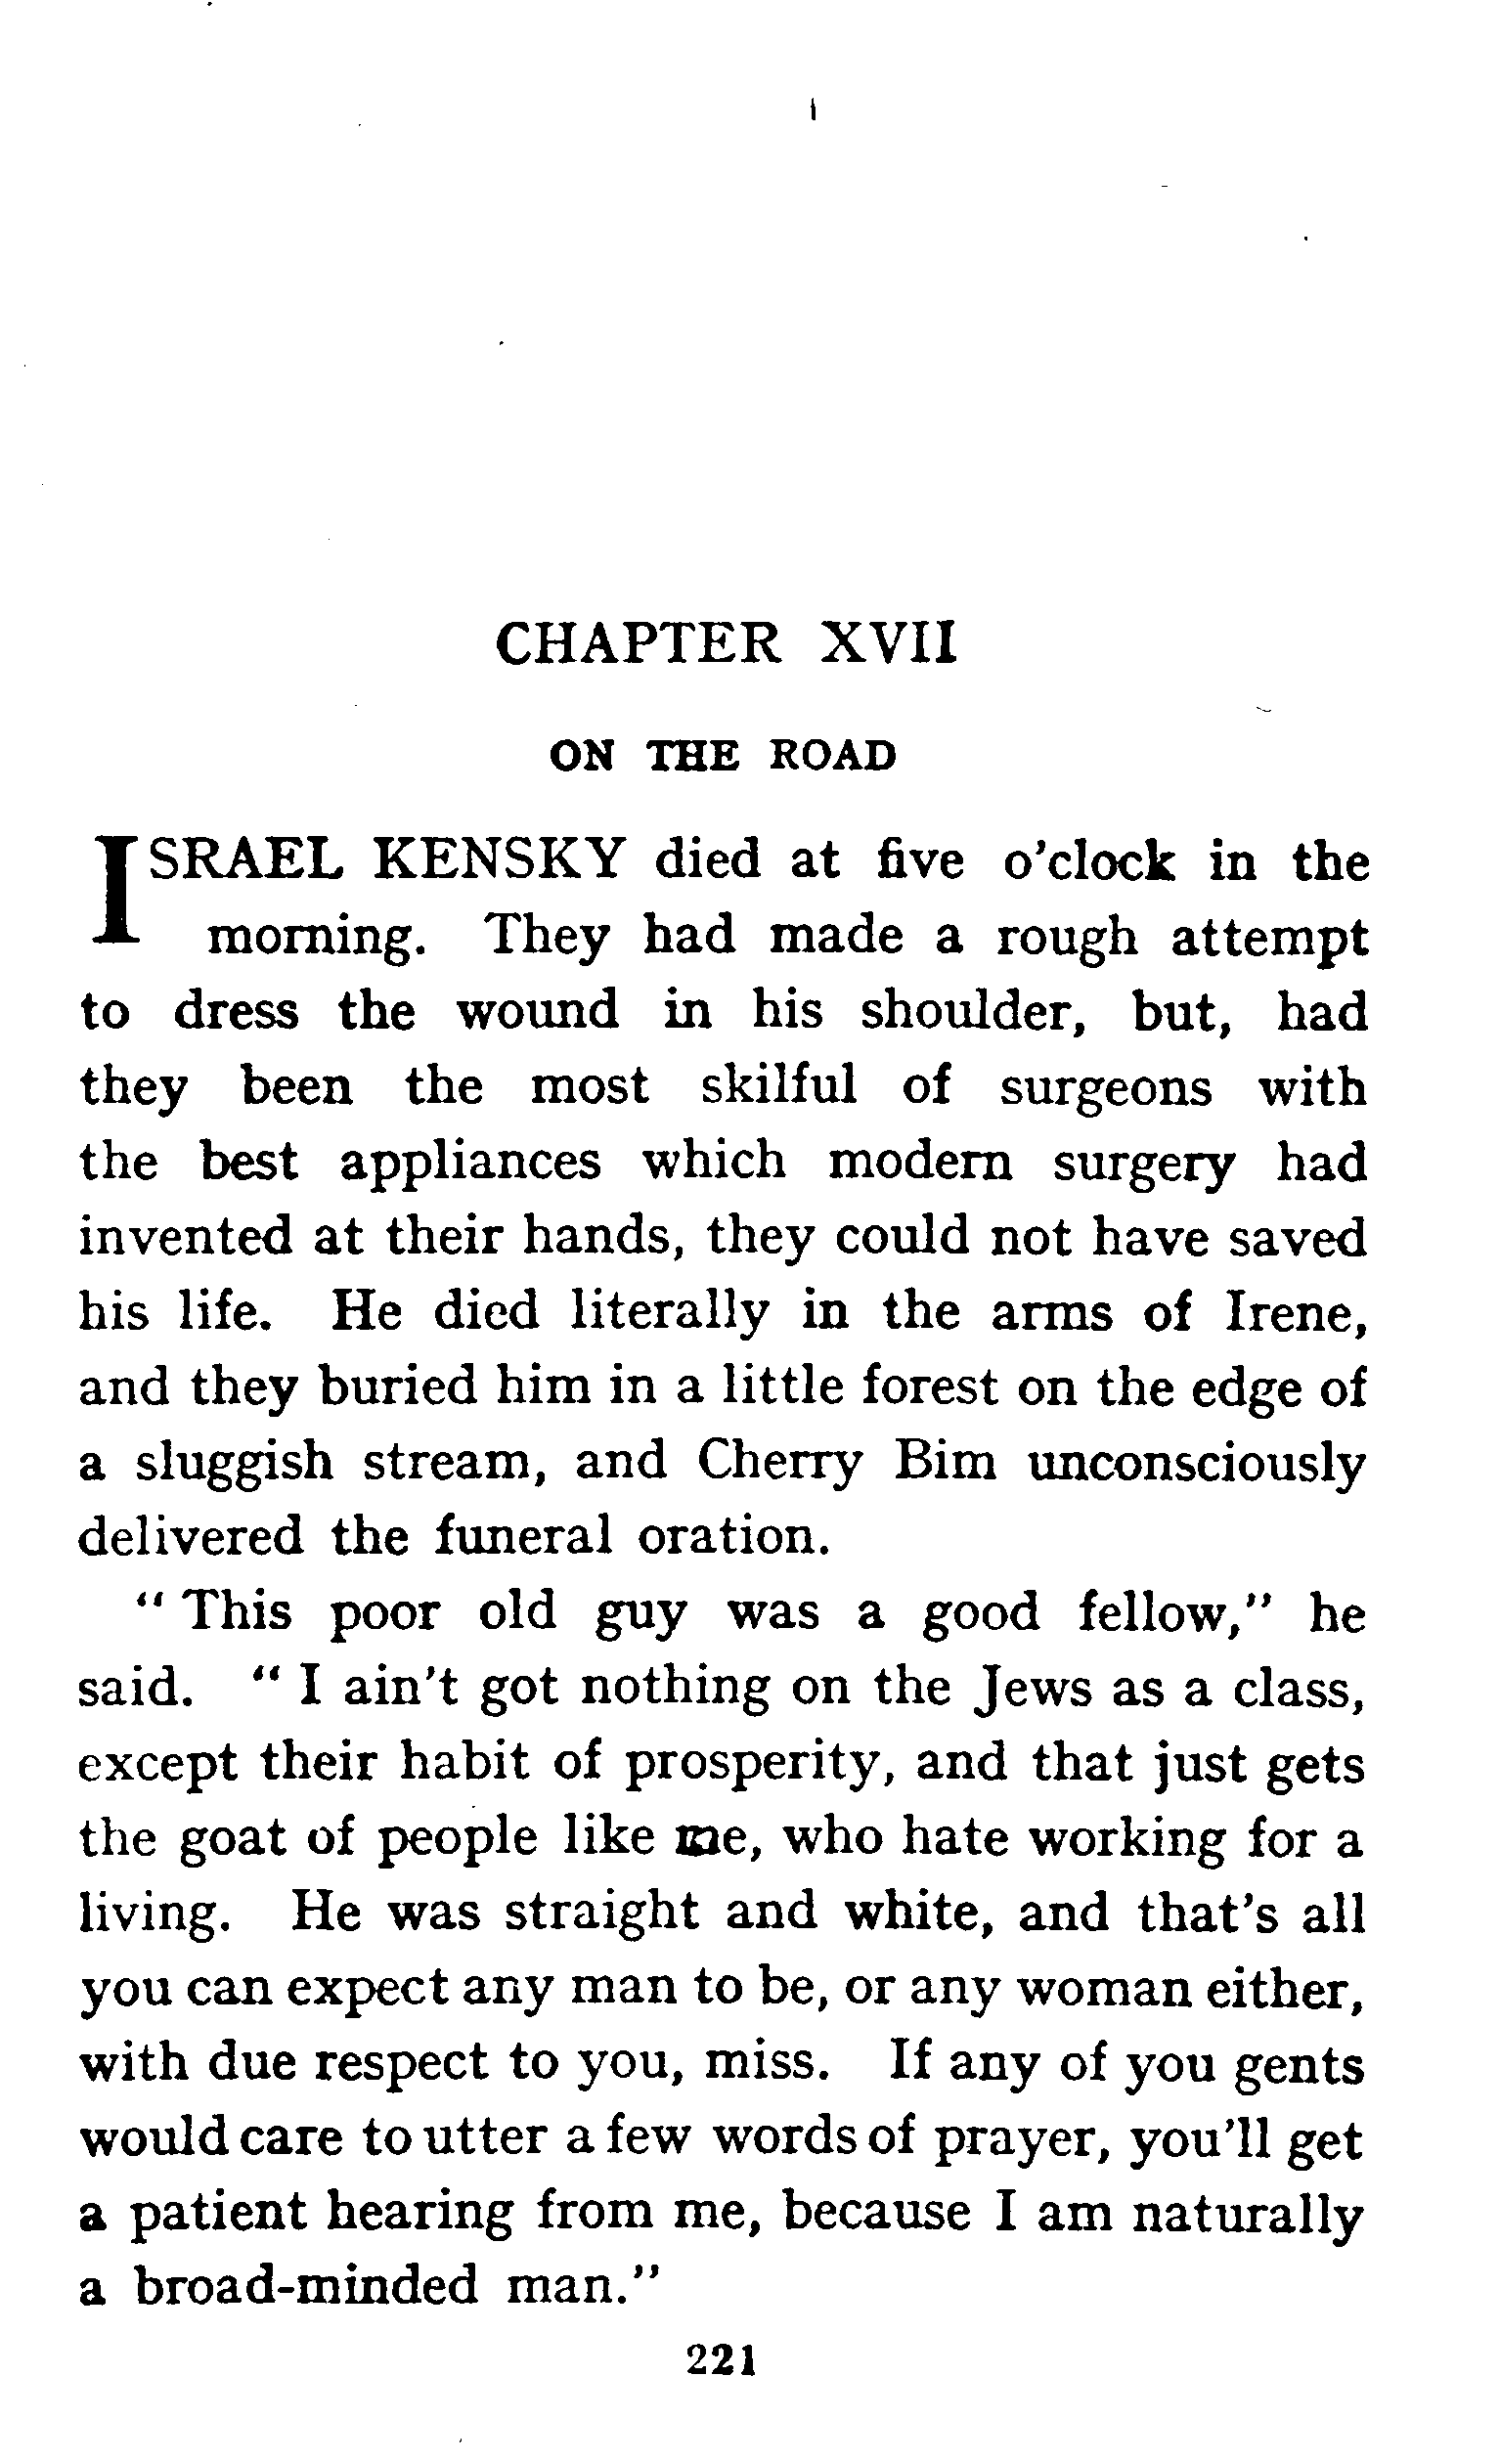 CHAPTER XVII
ON THE ROAD
ISRAEL KENSKY died at five o'clock in the
morning. They had made a rough attempt
to dress the wound in his shoulder, but, had
they been the most skilful of surgeons with
the best appliances which modern surgery had
invented at their hands, they could not have saved
his life. He died literally in the arms of Irene,
and they buried him in a little forest on the edge of
a sluggish stream, and Cherry Bim unconsciously
delivered the funeral oration.
" This poor old guy was a good fellow," he
said. " I ain't got nothing on the Jews as a class,
except their habit of prosperity, and that just gets
the goat of people like me, who hate working for a
living. He was straight and white, and that's all
you can expect any man to be, or any woman either,
with due respect to you, miss. If any of you gents
would care to utter a few words of prayer, you'll get
a patient hearing from me, because I am naturally
a broad-minded man."
221